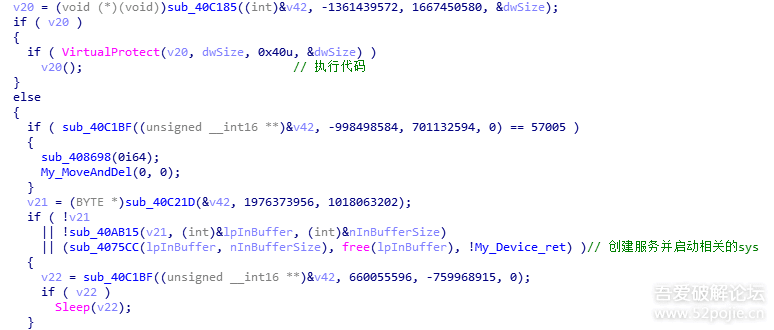 v20 = (void (*)(void))sub_40C185((int)&v42, -1361439572, 1667450580, &dwSize);
if ( v20 )
{
if ( VirtualProtect(v20, dwSize, 0x40u, &dwSize) )
v20(); // 执行代码
}
else
{
if ( sub_40C1BF((unsigned __int16 **)&v42, -998498584, 701132594, 0) == 57005 )
{
sub_408698(0i64);
My_MoveAndDel(0, 0);
}
v21 = (BYTE *)sub_40C21D(&v42, 1976373956, 1018063202);
if ( !v21
|| !sub_40AB15(v21, (int)&lpInBuffer, (int)&nInBufferSize)
|| (sub_4075CC(lpInBuffer, nInBufferSize), free(lpInBuffer), !My_Device_ret) )// 创建服务并启动相关的sys
{
v22 = sub_40C1BF((unsigned __int16 **)&v42, 660055596, -759968915, 0);
if ( v22 )
Sleep(v22);
}
吾爱破解论坛
www.52pojie.cn